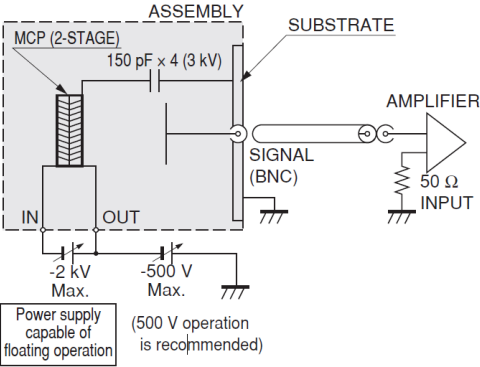 ASSEMBLY
SUBSTRATE
MCP (2-STAGE)
150 pF × 4 (3 kV)
AMPLIFIER
SIGNAL
(BNC)
50 Ω
INPUT
IN
OUT
-2 kV
Max.
-500 V
Max.
Power supply
capable of
floating operation
(500 V operation
is recommended)